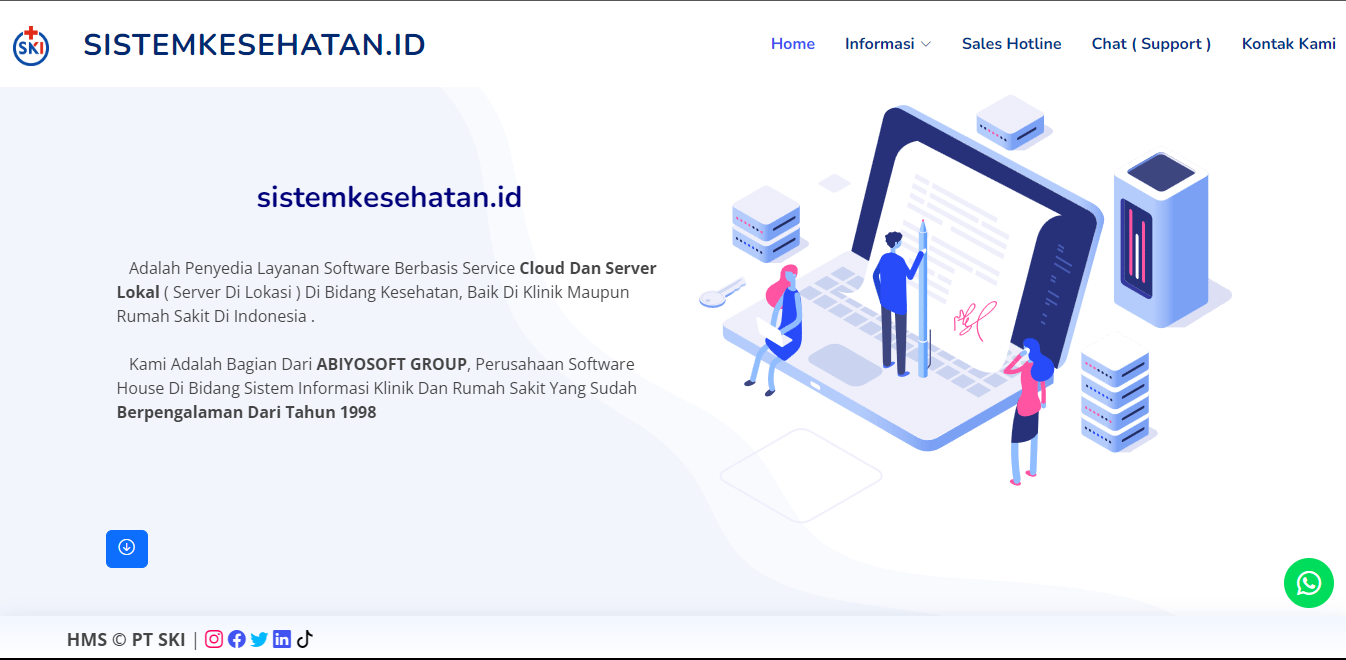 SKI SISTEMKESEHATAN.ID Home Informasi Sales Hotline Chat ( Support ) Kontak Kami
sistemkesehatan.id
Adalah Penyedia Layanan Software Berbasis Service Cloud Dan Server
Lokal ( Server Di Lokasi ) Di Bidang Kesehatan, Baik Di Klinik Maupun
Rumah Sakit Di Indonesia .
Kami Adalah Bagian Dari ABIYOSOFT GROUP, Perusahaan Software
House Di Bidang Sistem Informasi Klinik Dan Rumah Sakit Yang Sudah
Berpengalaman Dari Tahun 1998
HMS © PT SKI |